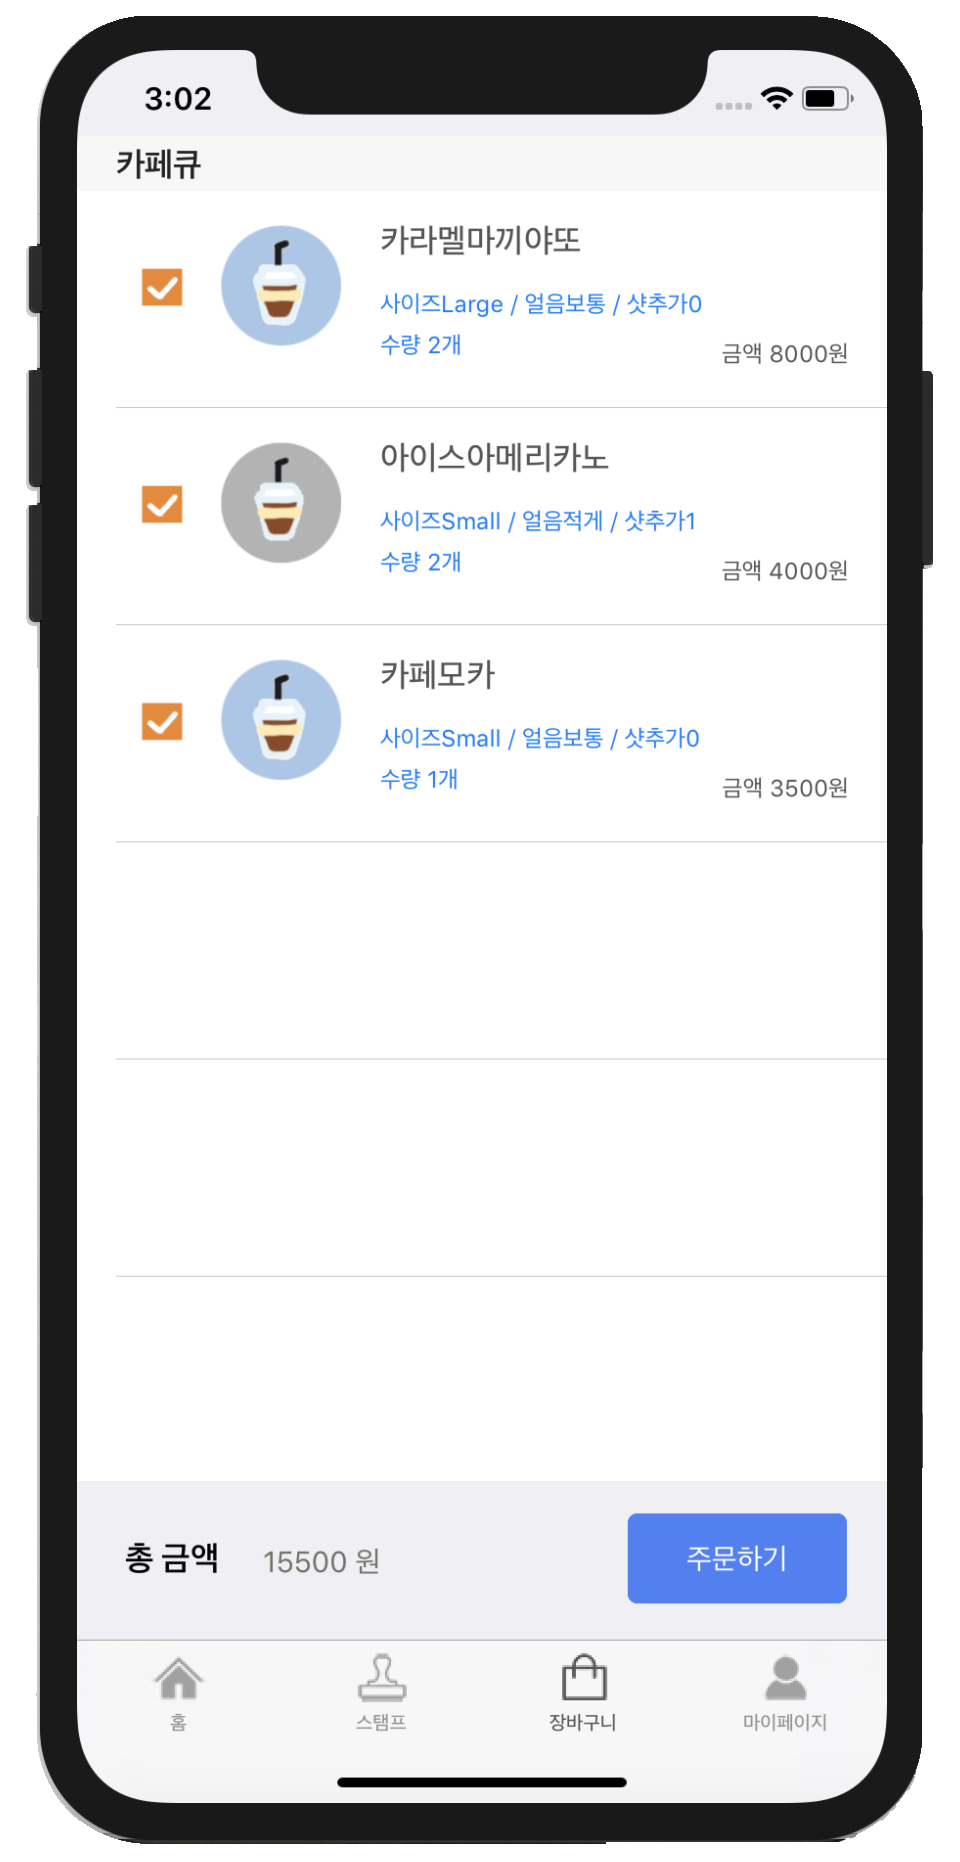 3:02
카페큐
카라멜마끼야또
사이즈Large / 얼음보통 / 샷추가0
수량 2개
금액 8000원
아이스아메리카노
사이즈Small / 얼음적게 / 샷추가1
수량 2개
금액 4000원
카페모카
사이즈Small / 얼음보통 / 샷추가0
수량 1개
금액 3500원
총 금액 15500 원 주문하기
홈 스탬프 장바구니 마이페이지